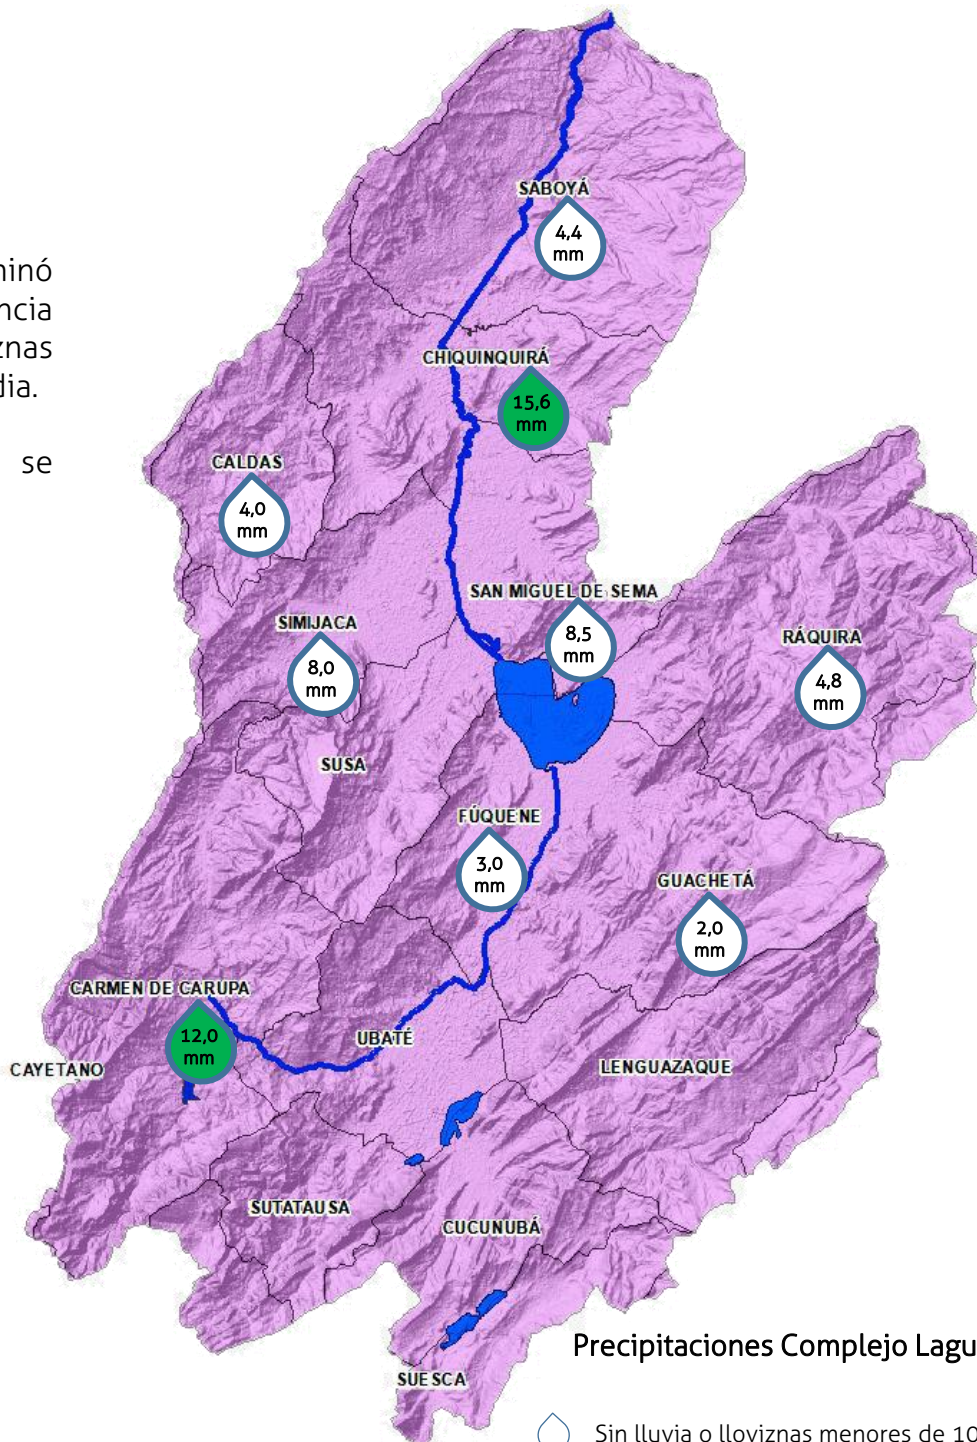 SABOYÁ
4,4
mm
CHIQUINQUIRÁ
15,6
mm
znas
dia.
se
CALDAS
4,0
mm
SAN MIGUEL DE SEMA
8,5
mm
SIMIJACA
8,0
mm
RÁQUIRA
4,8
mm
SUSA
FÚQUENE
3,0
mm
GUACHETÁ
2,0
mm
CARMEN DE CARUPA
12,0
mm
UBATÉ
CAYETANO
LENGUAZAQUE
SUTATAUSA
CUCUNUBÁ
SUESCA
Precipitaciones Complejo Lagu
Sin lluvia o lloviznas menores de 10